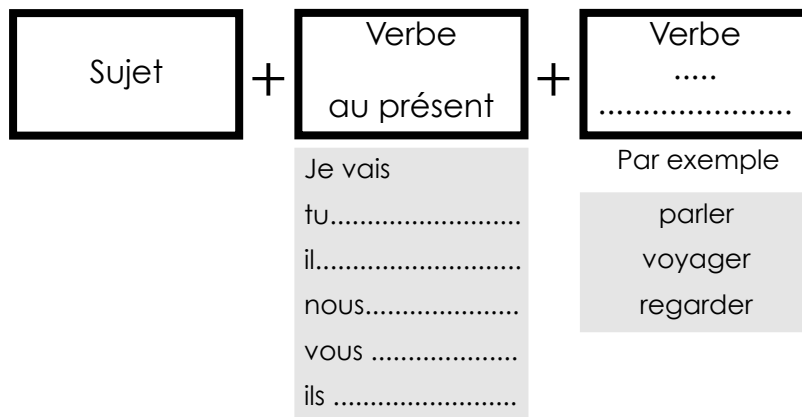 Sujet
+
Verbe
au présent
+
Verbe
.....
......................
Je vais
tu.........................
il........................
nous..................
vous .................
ils .........................
Par exemple
parler
voyager
regarder